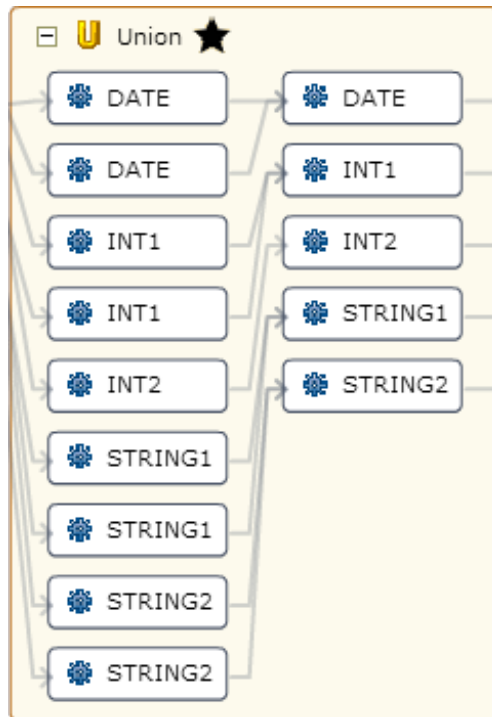 Union
DATE
DATE
INT1
INT1
INT2
STRING1
STRING1
STRING2
STRING2
DATE
INT1
INT2
STRING1
STRING2